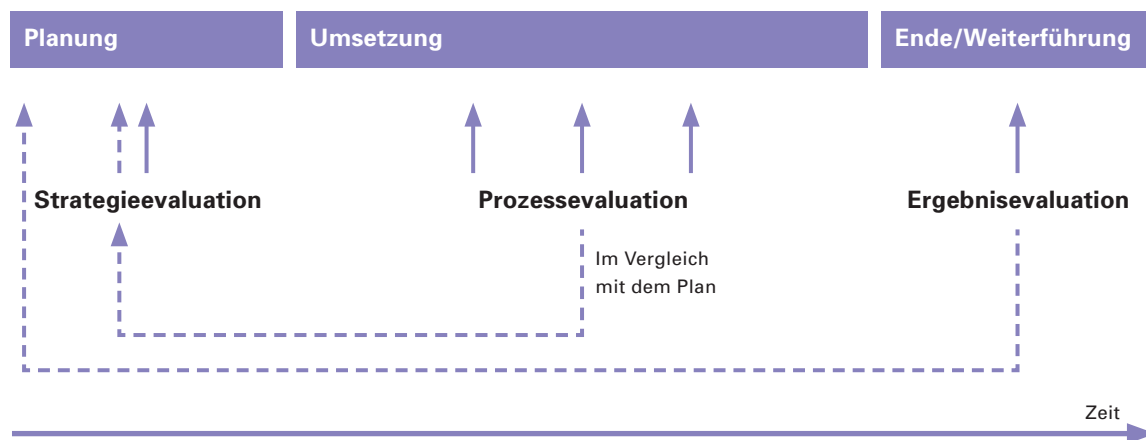 Planung
Umsetzung
Ende/Weiterführung
Strategieevaluation
Prozessevaluation
Ergebnisevaluation
Im Vergleich
mit dem Plan
Zeit